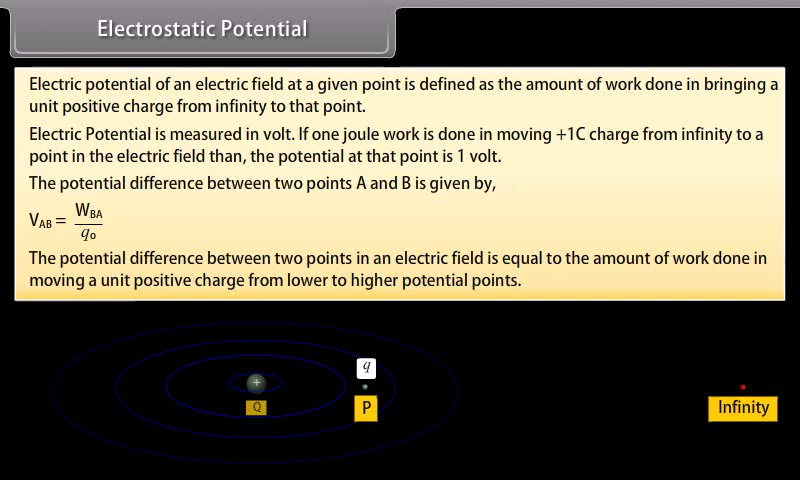 Electrostatic Potential
Electric potential of an electric field at a given point is defined as the amount of work done in bringing a
unit positive charge from infinity to that point.
Electric Potential is measured in volt. If one joule work is done in moving +1C charge from infinity to a
point in the electric field than, the potential at that point is 1 volt.
The potential difference between two points A and B is given by,
V_AB = W_BA / q_o
The potential difference between two points in an electric field is equal to the amount of work done in
moving a unit positive charge from lower to higher potential points.
q
+
Q
P
Infinity